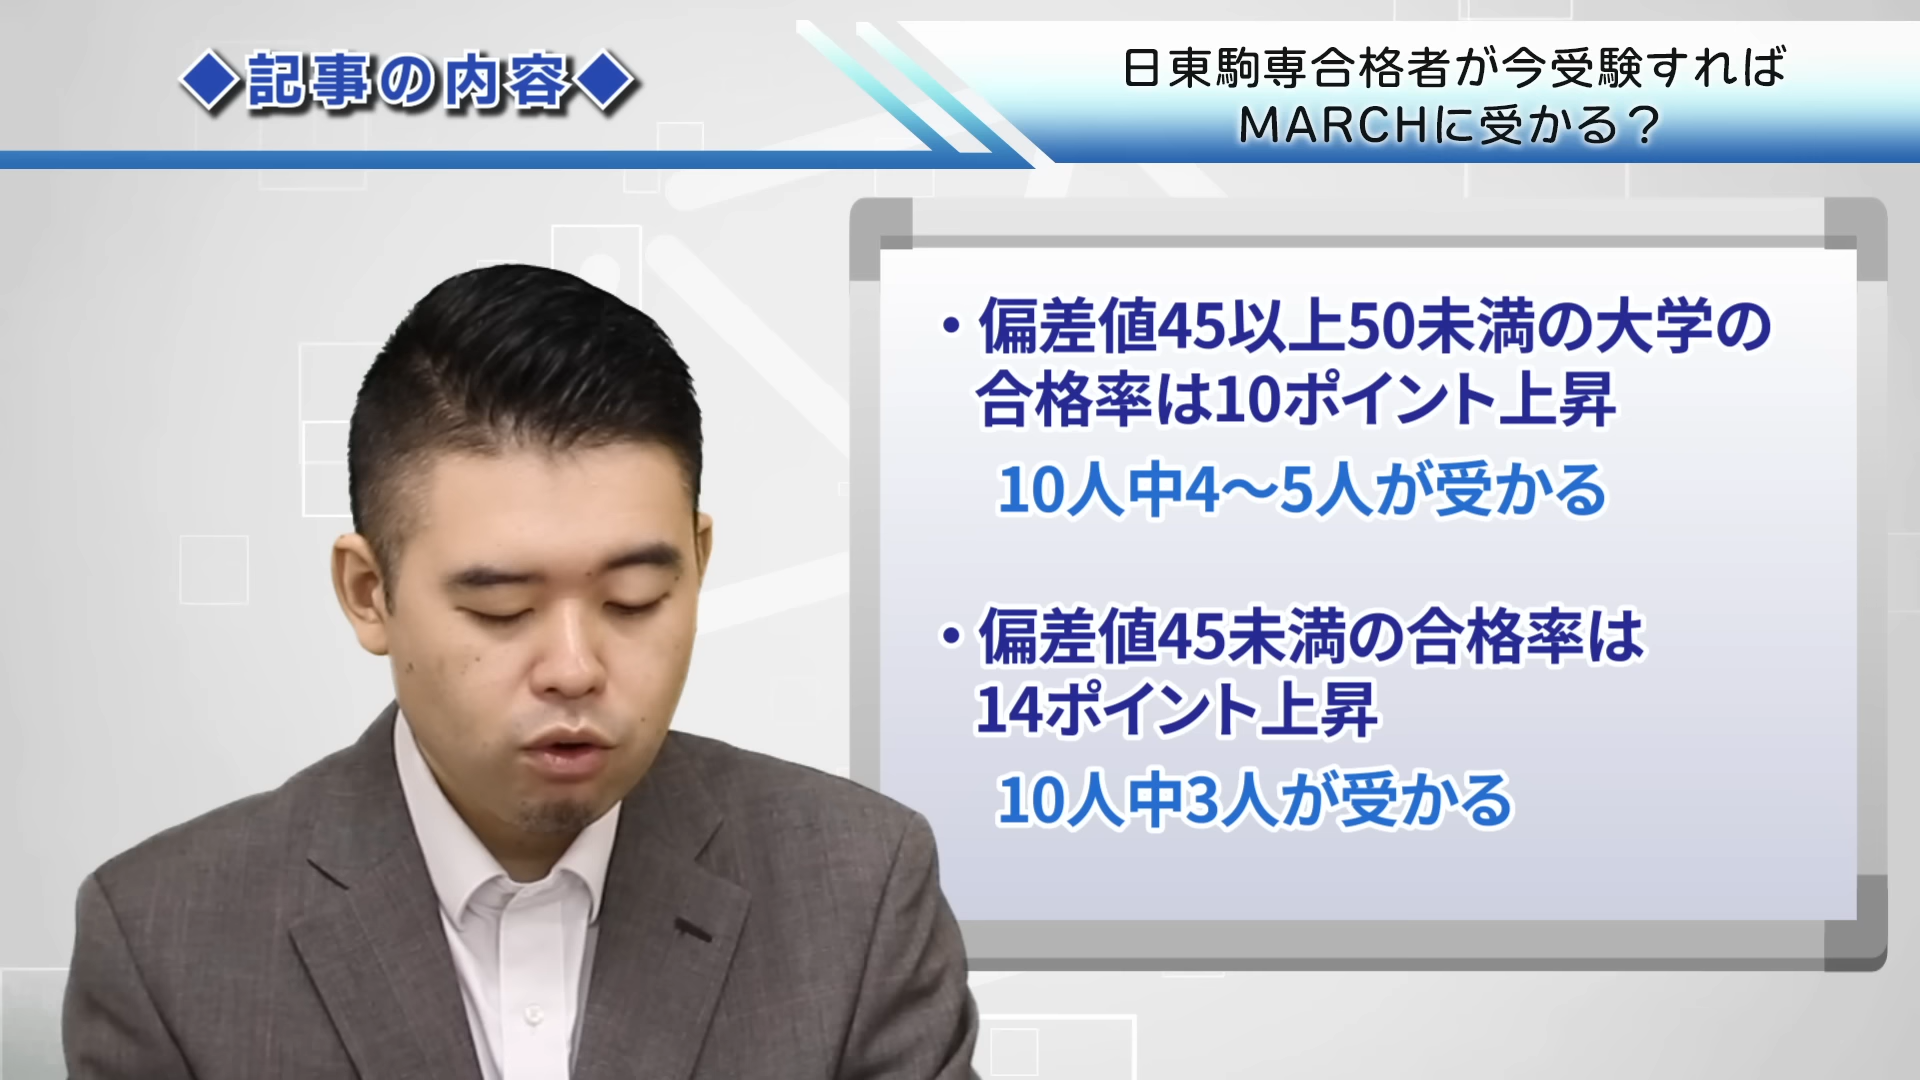 ◆記事の内容◆
日東駒専合格者が今受験すれば
MARCHに受かる？
・偏差値45以上50未満の大学の
合格率は10ポイント上昇
10人中4～5人が受かる
・偏差値45未満の合格率は
14ポイント上昇
10人中3人が受かる